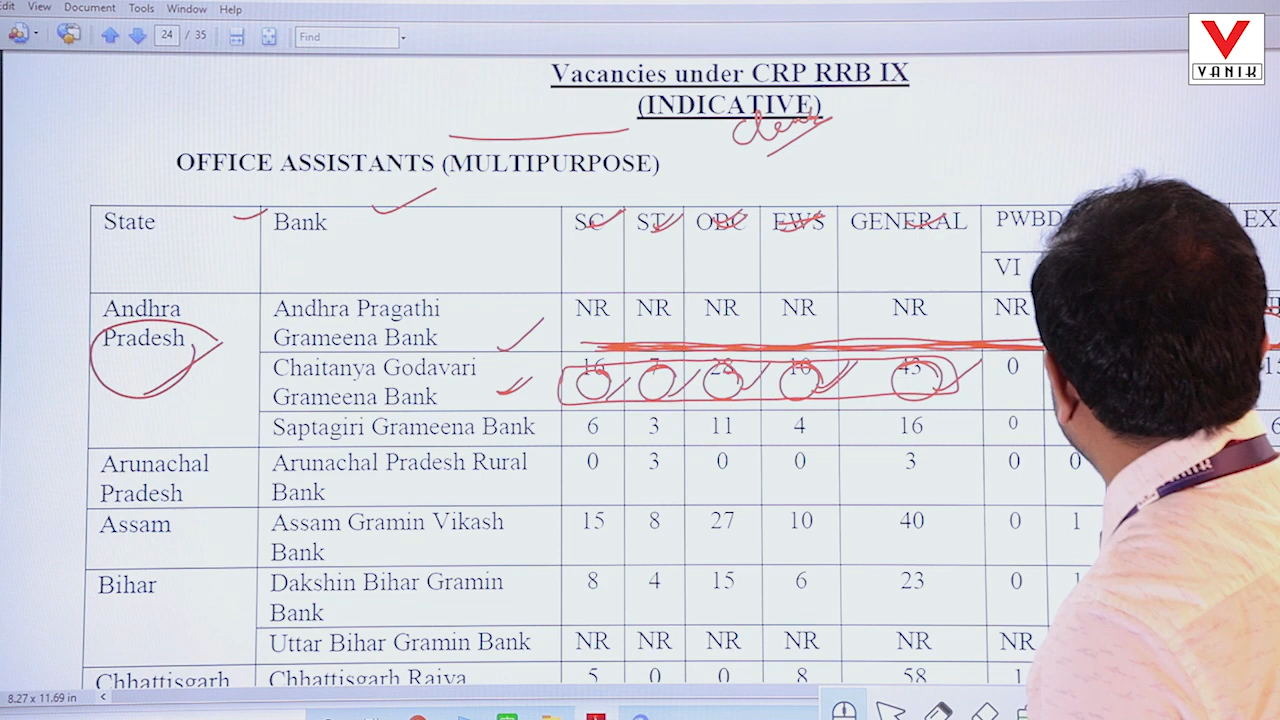 Edit View Document Tools Window Help
24 / 35 Find
V
VANIK
Vacancies under CRP RRB IX
(INDICATIVE)
OFFICE ASSISTANTS (MULTIPURPOSE)
State Bank SC ST OBC EWS GENERAL PWBD EX
VI
Andhra Pradesh Andhra Pragathi Grameena Bank NR NR NR NR NR NR
Chaitanya Godavari Grameena Bank 16 7 28 10 43 0
Saptagiri Grameena Bank 6 3 11 4 16 0 6
Arunachal Pradesh Arunachal Pradesh Rural Bank 0 3 0 0 3 0 0
Assam Assam Gramin Vikash Bank 15 8 27 10 40 0 1
Bihar Dakshin Bihar Gramin Bank 8 4 15 6 23 0 1
Uttar Bihar Gramin Bank NR NR NR NR NR NR
Chhattisgarh Chhattisgarh Rajya 5 0 0 8 58 1
8.27 x 11.69 in